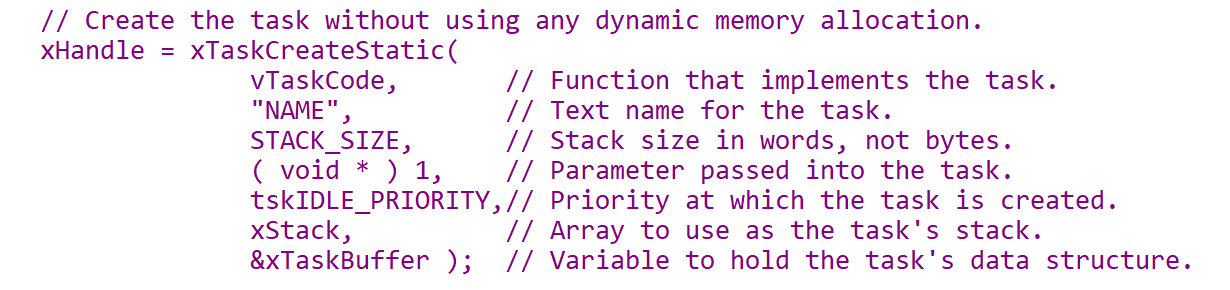 // Create the task without using any dynamic memory allocation.
xHandle = xTaskCreateStatic(
vTaskCode, // Function that implements the task.
"NAME", // Text name for the task.
STACK_SIZE, // Stack size in words, not bytes.
( void * ) 1, // Parameter passed into the task.
tskIDLE_PRIORITY,// Priority at which the task is created.
xStack, // Array to use as the task's stack.
&xTaskBuffer ); // Variable to hold the task's data structure.